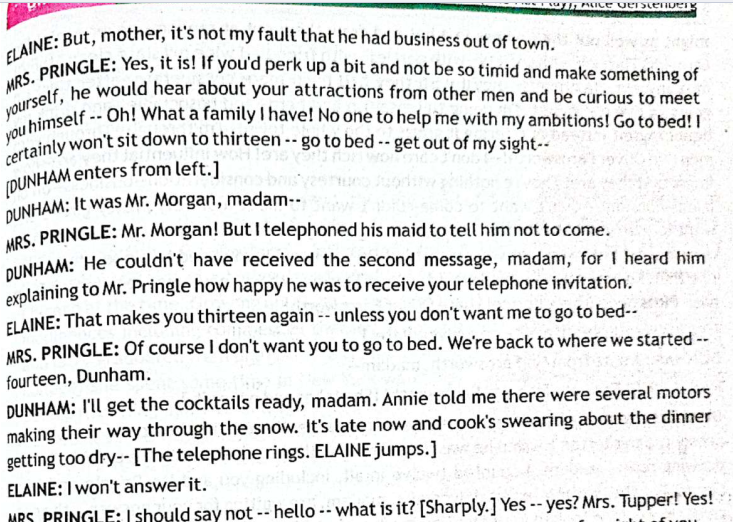 Play), Alice Gerstenberg
ELAINE: But, mother, it's not my fault that he had business out of town.
MRS. PRINGLE: Yes, it is! If you'd perk up a bit and not be so timid and make something of
yourself, he would hear about your attractions from other men and be curious to meet
you himself -- Oh! What a family I have! No one to help me with my ambitions! Go to bed! I
certainly won't sit down to thirteen -- go to bed -- get out of my sight--
[DUNHAM enters from left.]
DUNHAM: It was Mr. Morgan, madam--
MRS. PRINGLE: Mr. Morgan! But I telephoned his maid to tell him not to come.
DUNHAM: He couldn't have received the second message, madam, for I heard him
explaining to Mr. Pringle how happy he was to receive your telephone invitation.
ELAINE: That makes you thirteen again -- unless you don't want me to go to bed--
MRS. PRINGLE: Of course I don't want you to go to bed. We're back to where we started --
fourteen, Dunham.
DUNHAM: I'll get the cocktails ready, madam. Annie told me there were several motors
making their way through the snow. It's late now and cook's swearing about the dinner
getting too dry-- [The telephone rings. ELAINE jumps.]
ELAINE: I won't answer it.
MRS. PRINGLE: I should say not -- hello -- what is it? [Sharply.] Yes -- yes? Mrs. Tupper! Yes!